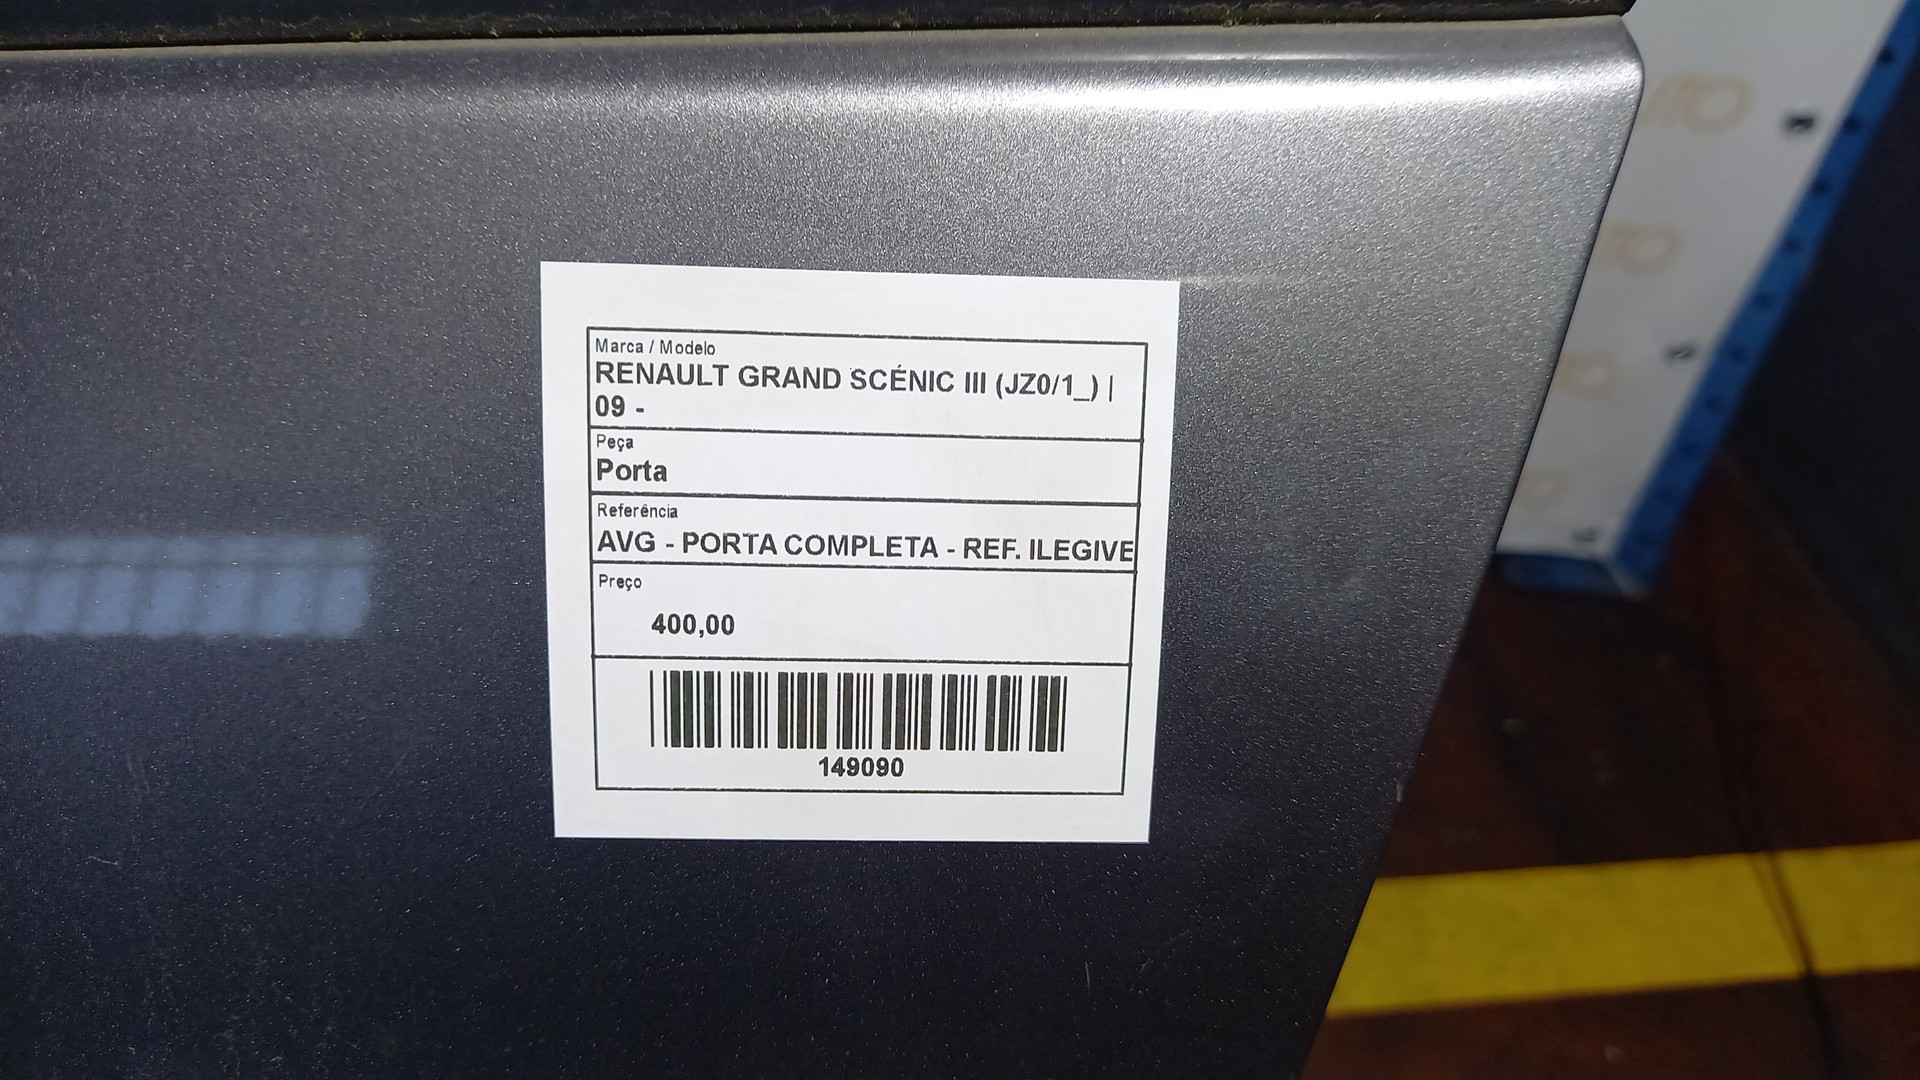 Marca / Modelo
RENAULT GRAND SCÉNIC III (JZ0/1_) |
09 -
Peça
Porta
Referência
AVG - PORTA COMPLETA - REF. ILEGIVE
Preço
400,00
149090